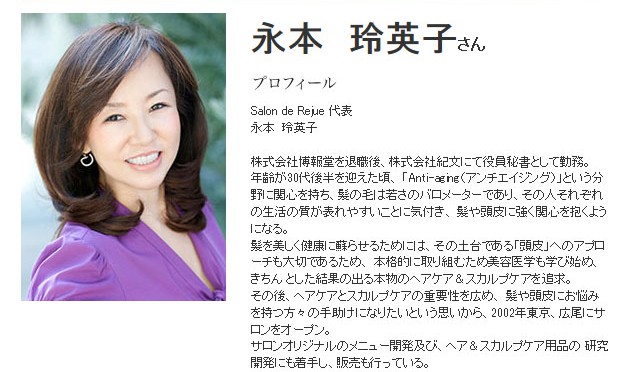 永本　玲英子さん
プロフィール
Salon de Rejue 代表
永本 玲英子
株式会社博報堂を退職後、株式会社紀文にて役員秘書として勤務。
年齢が30代後半を迎えた頃、「Anti-aging（アンチエイジング）」という分
野に関心を持ち、髪の毛は若さのバロメーターであり、その人それぞれ
の生活の質が表れやすいことに気付き、髪や頭皮に強く関心を抱くよう
になる。
髪を美しく健康に蘇らせるためには、その土台である「頭皮」へのアプロ
ーチも大切であるため、本格的に取り組むため美容医学も学び始め、
きちん とした結果の出る本物のヘアケア＆スカルプケアを追求。
その後、ヘアケアとスカルプケアの重要性を広め、髪や頭皮にお悩み
を持つ方々の手助けになりたいという思いから、2002年東京、広尾にサ
ロンをオープン。
サロンオリジナルのメニュー開発及び、ヘア＆スカルプケア用品の 研究
開発にも着手し、販売も行っている。